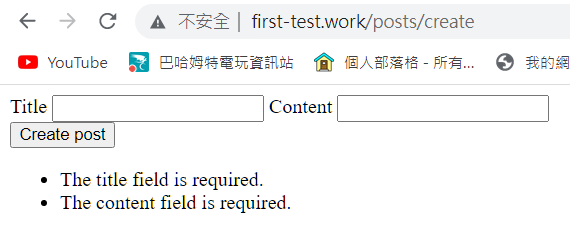 不安全 | first-test.work/posts/create
YouTube 巴哈姆特電玩資訊站 個人部落格 - 所有... 我的網
Title Content
Create post
• The title field is required.
• The content field is required.